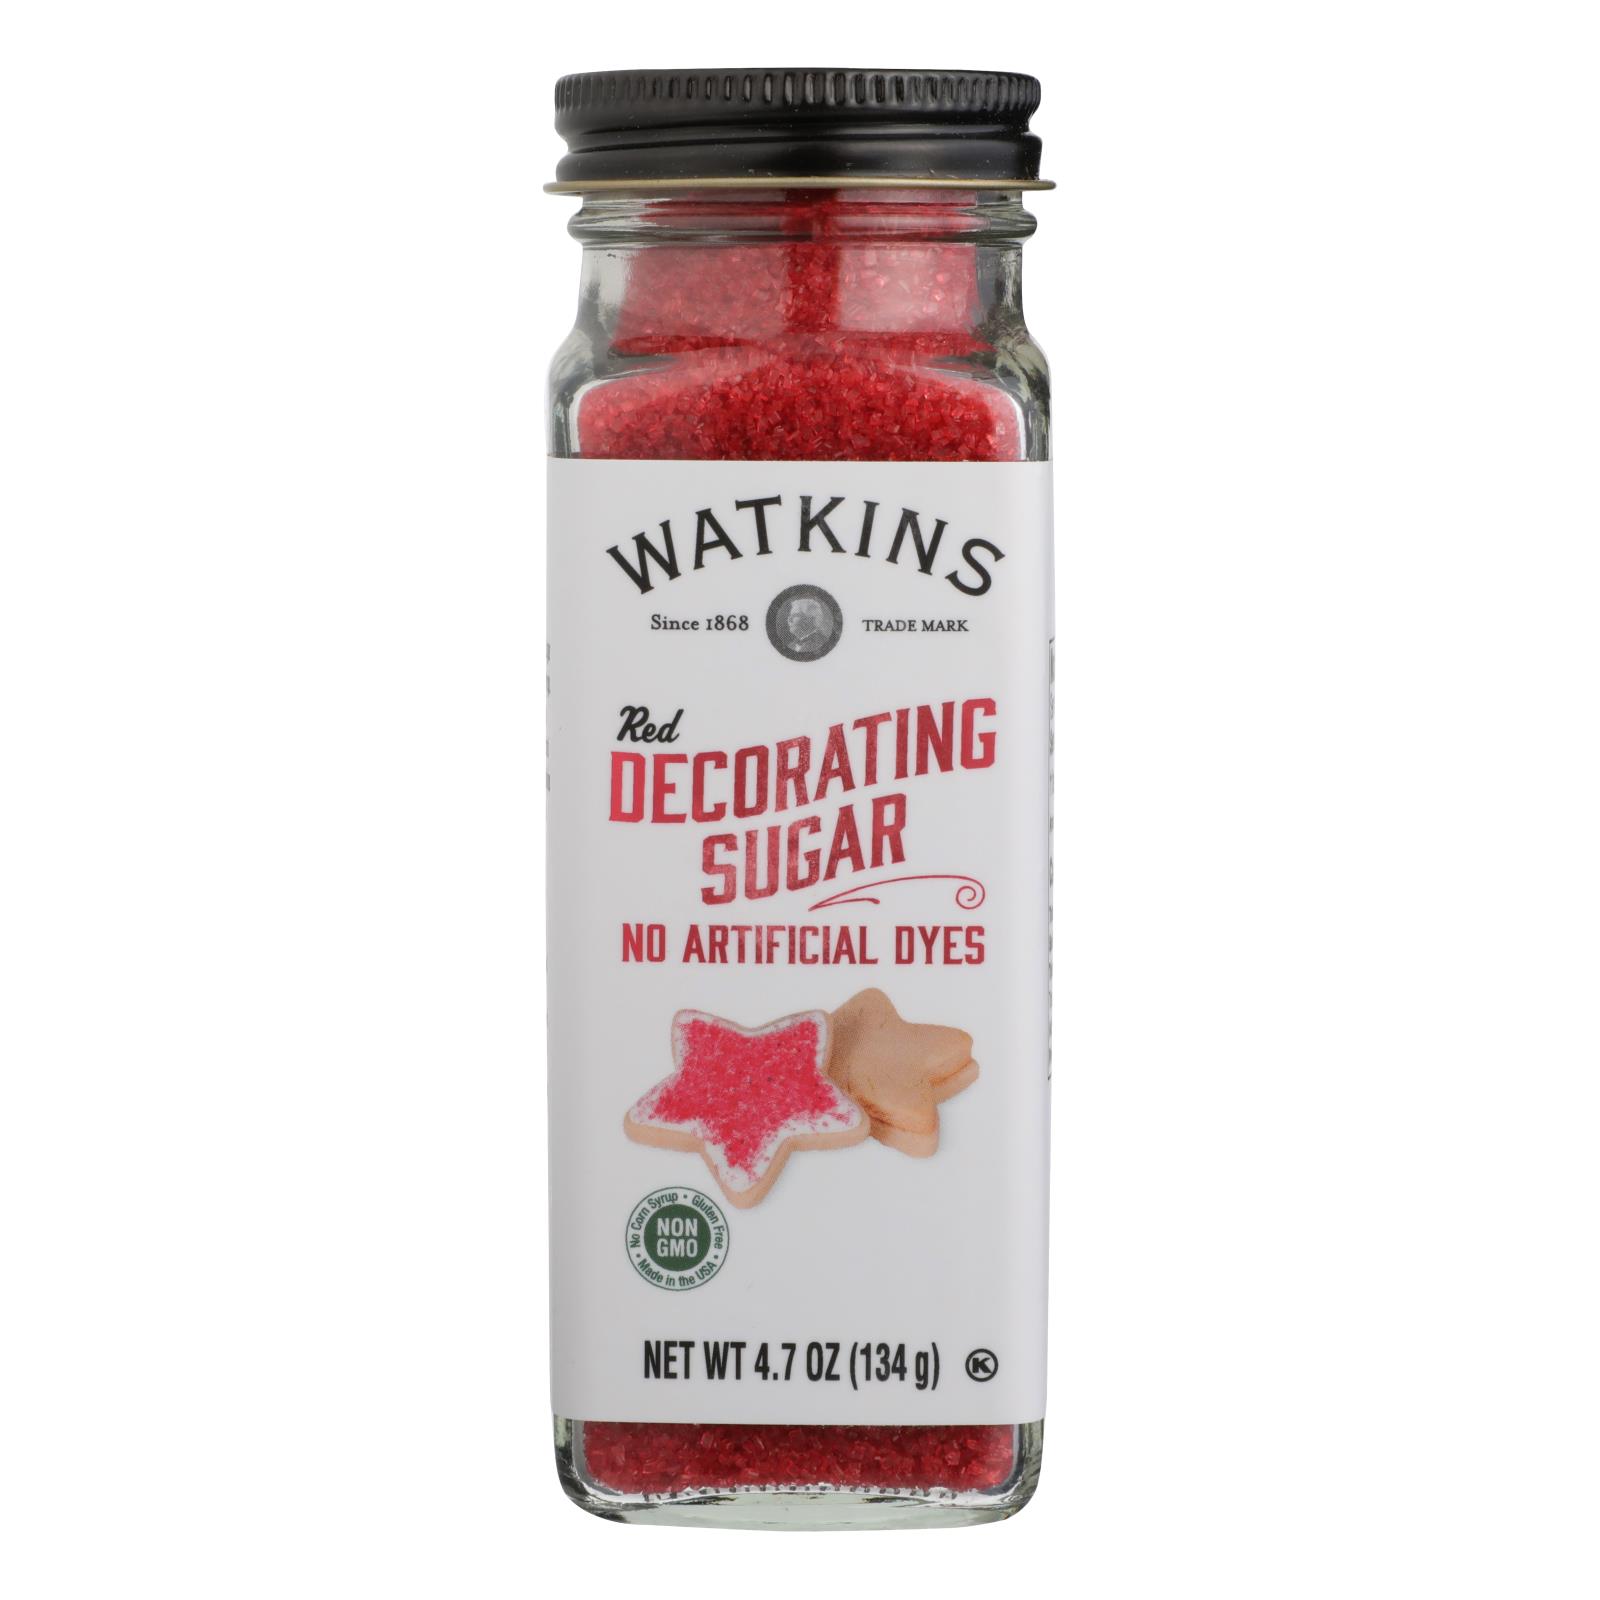 WATKINS
Since 1868 TRADE MARK
Red
DECORATING
SUGAR
NO ARTIFICIAL DYES
No Corn Syrup • Gluten Free • Made in the USA •
NON
GMO
NET WT 4.7 OZ (134 g) K